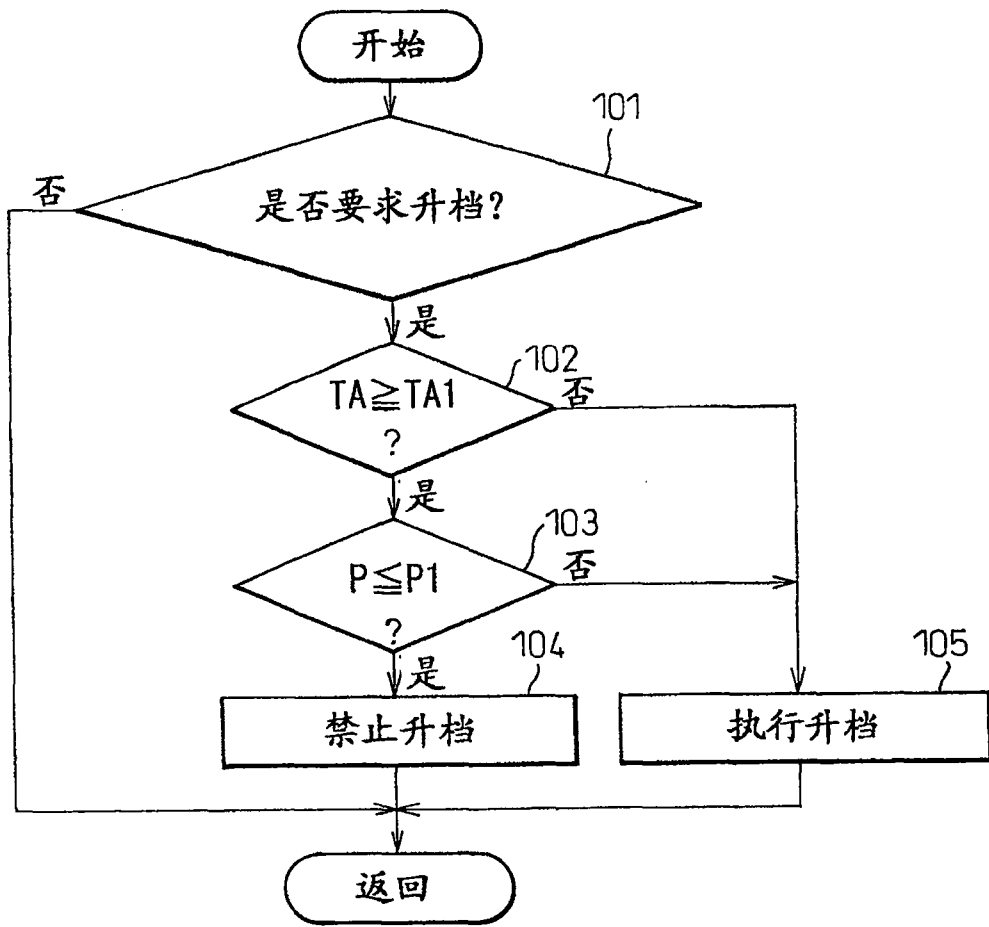 开始
101
否
是否要求升档?
是
102
TA≧TA1
?
否
是
103
P≦P1
?
否
是
104
禁止升档
105
执行升档
返回